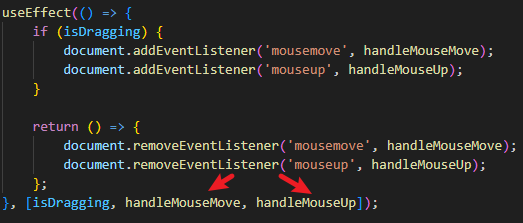 useEffect(() => {
    if (isDragging) {
        document.addEventListener('mousemove', handleMouseMove);
        document.addEventListener('mouseup', handleMouseUp);
    }

    return () => {
        document.removeEventListener('mousemove', handleMouseMove);
        document.removeEventListener('mouseup', handleMouseUp);
    };
}, [isDragging, handleMouseMove, handleMouseUp]);